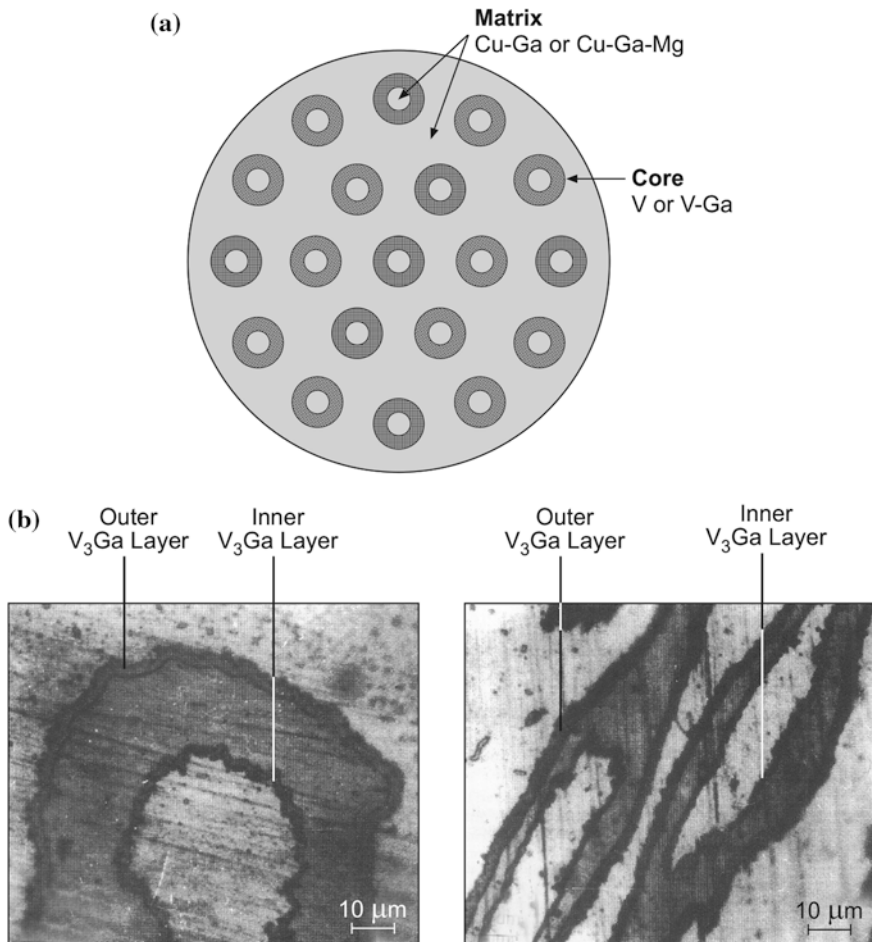 (a)
Matrix
Cu-Ga or Cu-Ga-Mg
Core
V or V-Ga
(b)
Outer
V₃Ga Layer
Inner
V₃Ga Layer
Outer
V₃Ga Layer
Inner
V₃Ga Layer
10 μm
10 μm